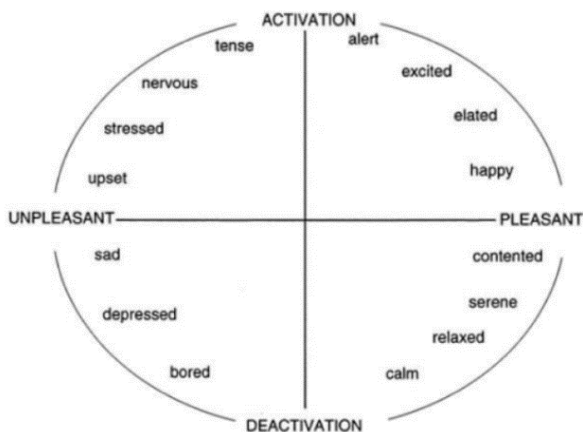 ACTIVATION
tense
alert
nervous
excited
stressed
elated
upset
happy
UNPLEASANT
PLEASANT
sad
contented
depressed
serene
relaxed
bored
calm
DEACTIVATION